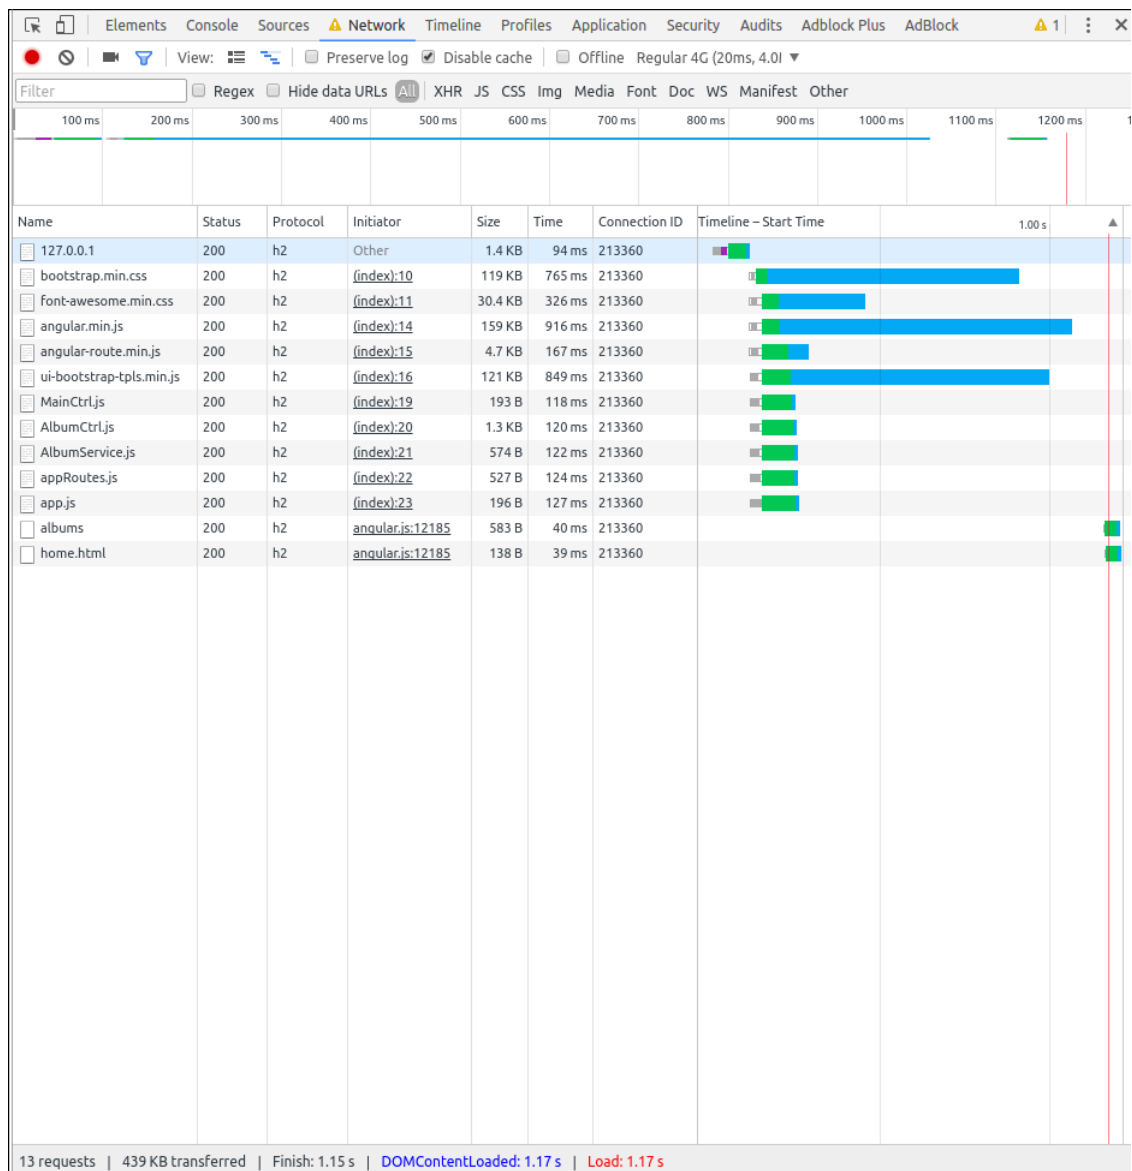 Elements Console Sources Network Timeline Profiles Application Security Audits Adblock Plus AdBlock 1
View: Preserve log Disable cache Offline Regular 4G (20ms, 4.0
Filter Regex Hide data URLs All XHR JS CSS Img Media Font Doc WS Manifest Other
100 ms 200 ms 300 ms 400 ms 500 ms 600 ms 700 ms 800 ms 900 ms 1000 ms 1100 ms 1200 ms 1
Name Status Protocol Initiator Size Time Connection ID Timeline – Start Time 1.00 s
127.0.0.1 200 h2 Other 1.4 KB 94 ms 213360
bootstrap.min.css 200 h2 (index):10 119 KB 765 ms 213360
font-awesome.min.css 200 h2 (index):11 30.4 KB 326 ms 213360
angular.min.js 200 h2 (index):14 159 KB 916 ms 213360
angular-route.min.js 200 h2 (index):15 4.7 KB 167 ms 213360
ui-bootstrap-tpls.min.js 200 h2 (index):16 121 KB 849 ms 213360
MainCtrl.js 200 h2 (index):19 193 B 118 ms 213360
AlbumCtrl.js 200 h2 (index):20 1.3 KB 120 ms 213360
AlbumService.js 200 h2 (index):21 574 B 122 ms 213360
appRoutes.js 200 h2 (index):22 527 B 124 ms 213360
app.js 200 h2 (index):23 196 B 127 ms 213360
albums 200 h2 angular.js:12185 583 B 40 ms 213360
home.html 200 h2 angular.js:12185 138 B 39 ms 213360
13 requests | 439 KB transferred | Finish: 1.15 s | DOMContentLoaded: 1.17 s | Load: 1.17 s